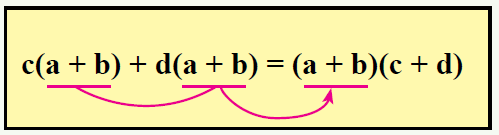 c(a + b) + d(a + b) = (a + b)(c + d)